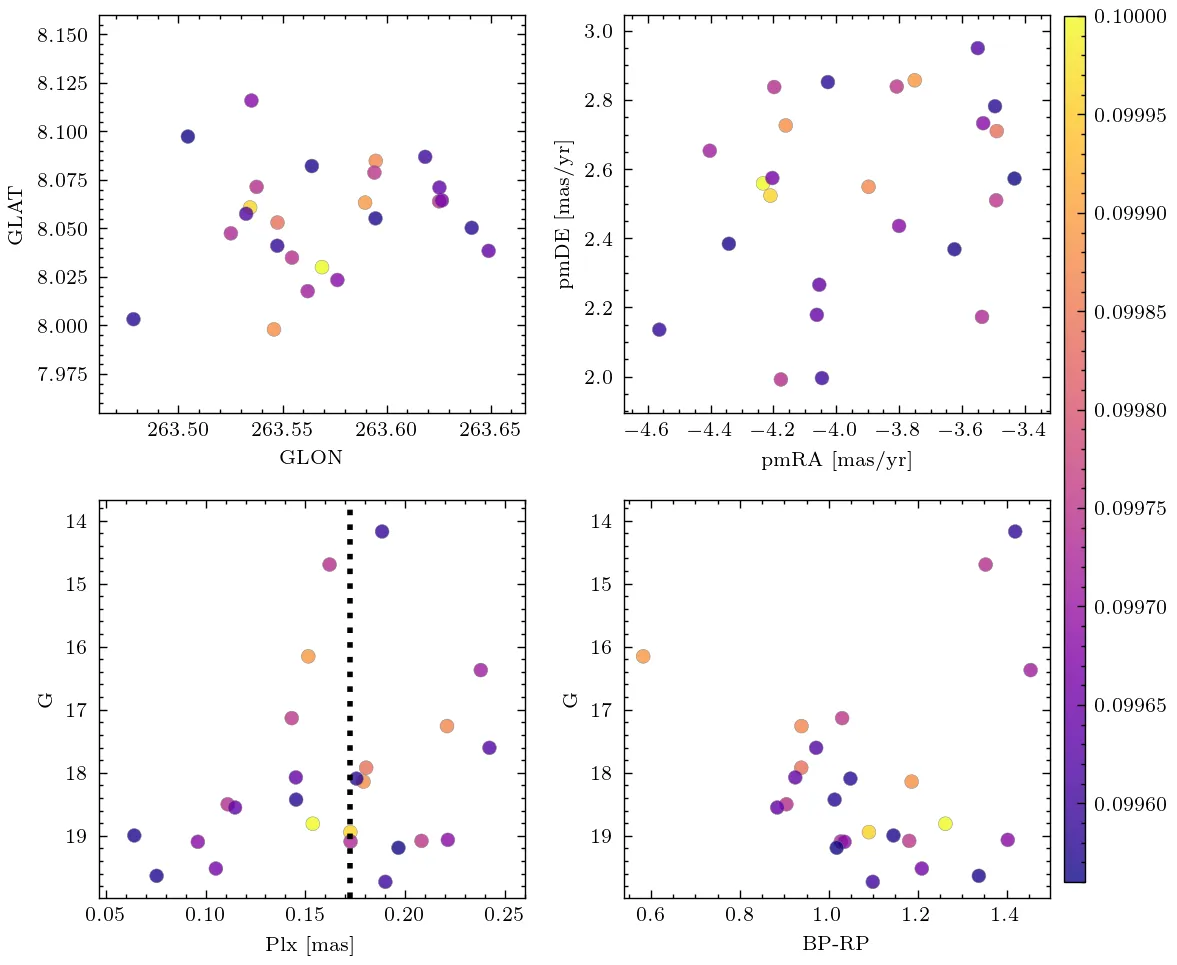 8.150
8.125
8.100
8.075
8.050
8.025
8.000
7.975
GLAT
263.50 263.55 263.60 263.65
GLON
3.0
2.8
2.6
2.4
2.2
2.0
pmDE [mas/yr]
−4.6 −4.4 −4.2 −4.0 −3.8 −3.6 −3.4
pmRA [mas/yr]
14
15
16
17
18
19
G
0.05 0.10 0.15 0.20 0.25
Plx [mas]
14
15
16
17
18
19
G
0.6 0.8 1.0 1.2 1.4
BP-RP
0.10000
0.09995
0.09990
0.09985
0.09980
0.09975
0.09970
0.09965
0.09960